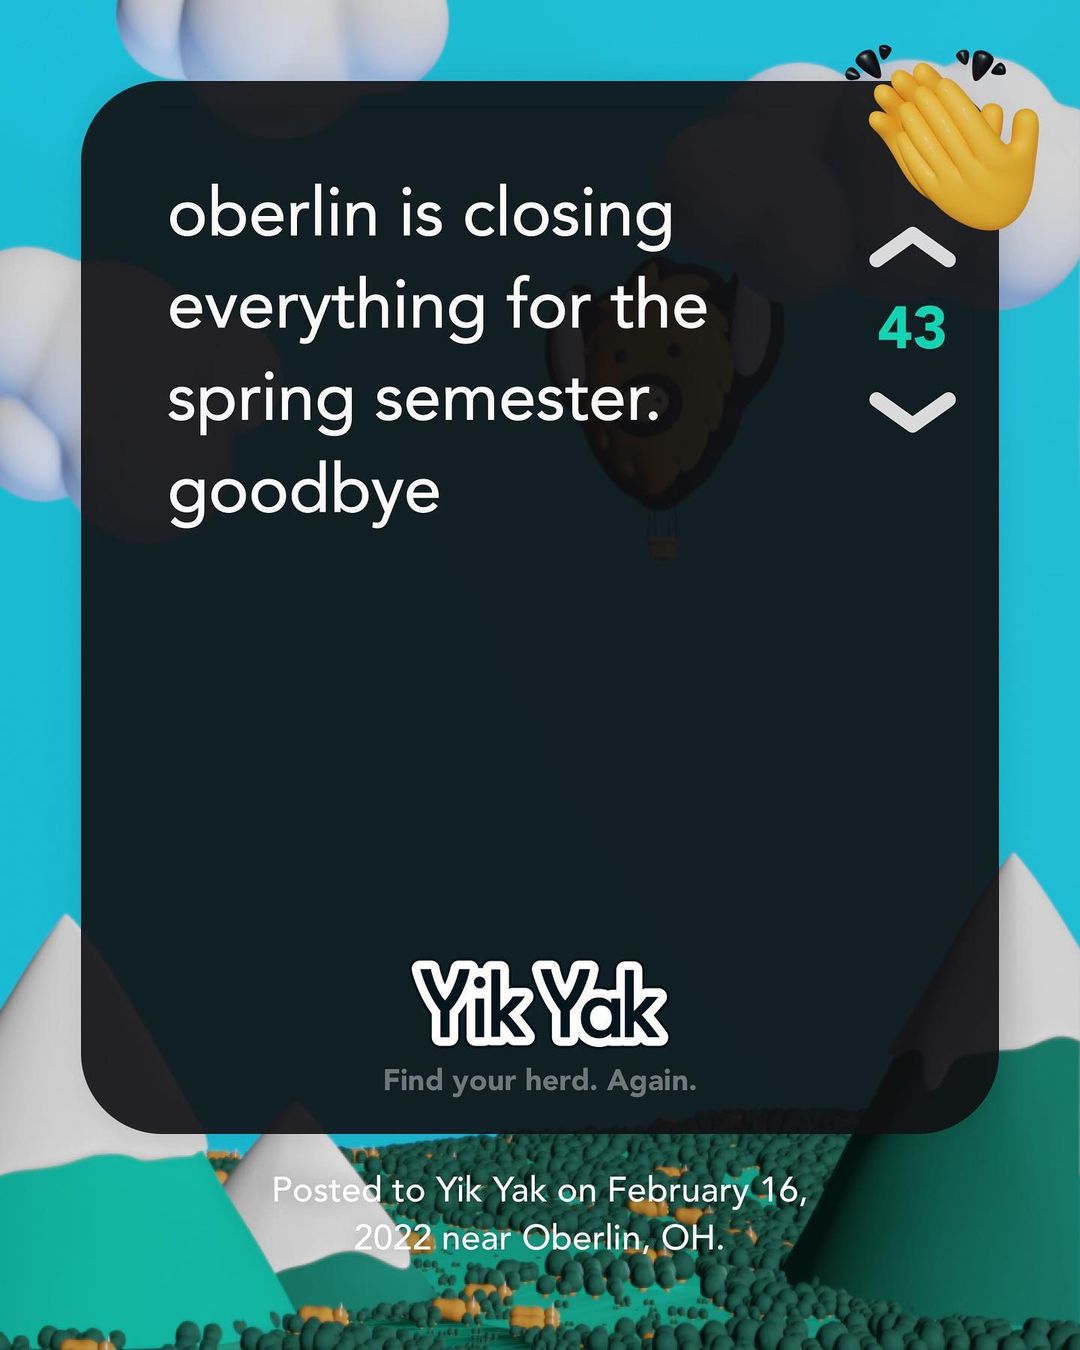 oberlin is closing
everything for the
spring semester.
goodbye
43
Yik Yak
Find your herd. Again.
Posted to Yik Yak on February 16,
2022 near Oberlin, OH.